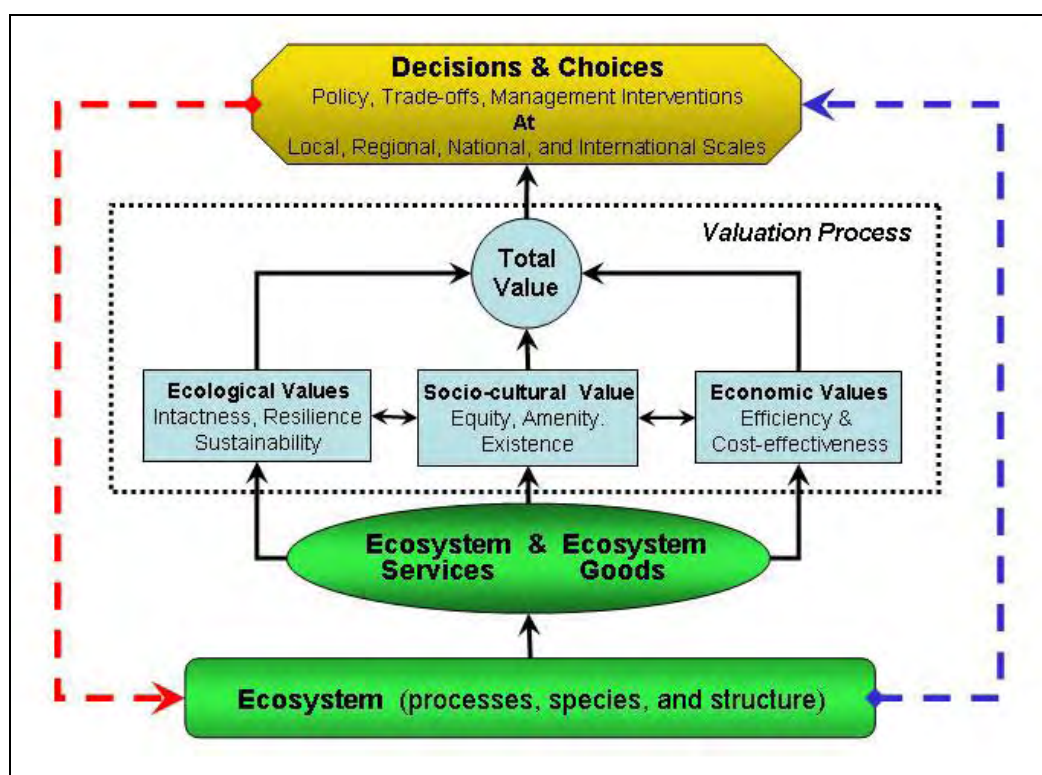 Decisions & Choices
Policy, Trade-offs, Management Interventions
At
Local, Regional, National, and International Scales
Valuation Process
Total
Value
Ecological Values
Intactness, Resilience
Sustainability
Socio-cultural Value
Equity, Amenity.
Existence
Economic Values
Efficiency &
Cost-effectiveness
Ecosystem & Ecosystem
Services Goods
Ecosystem (processes, species, and structure)